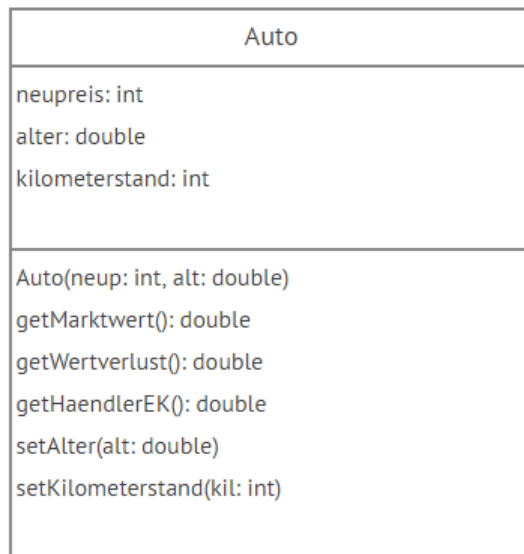 Auto
neupreis: int
alter: double
kilometerstand: int
Auto(neup: int, alt: double)
getMarktwert(): double
getWertverlust(): double
getHaendlerEK(): double
setAlter(alt: double)
setKilometerstand(kil: int)